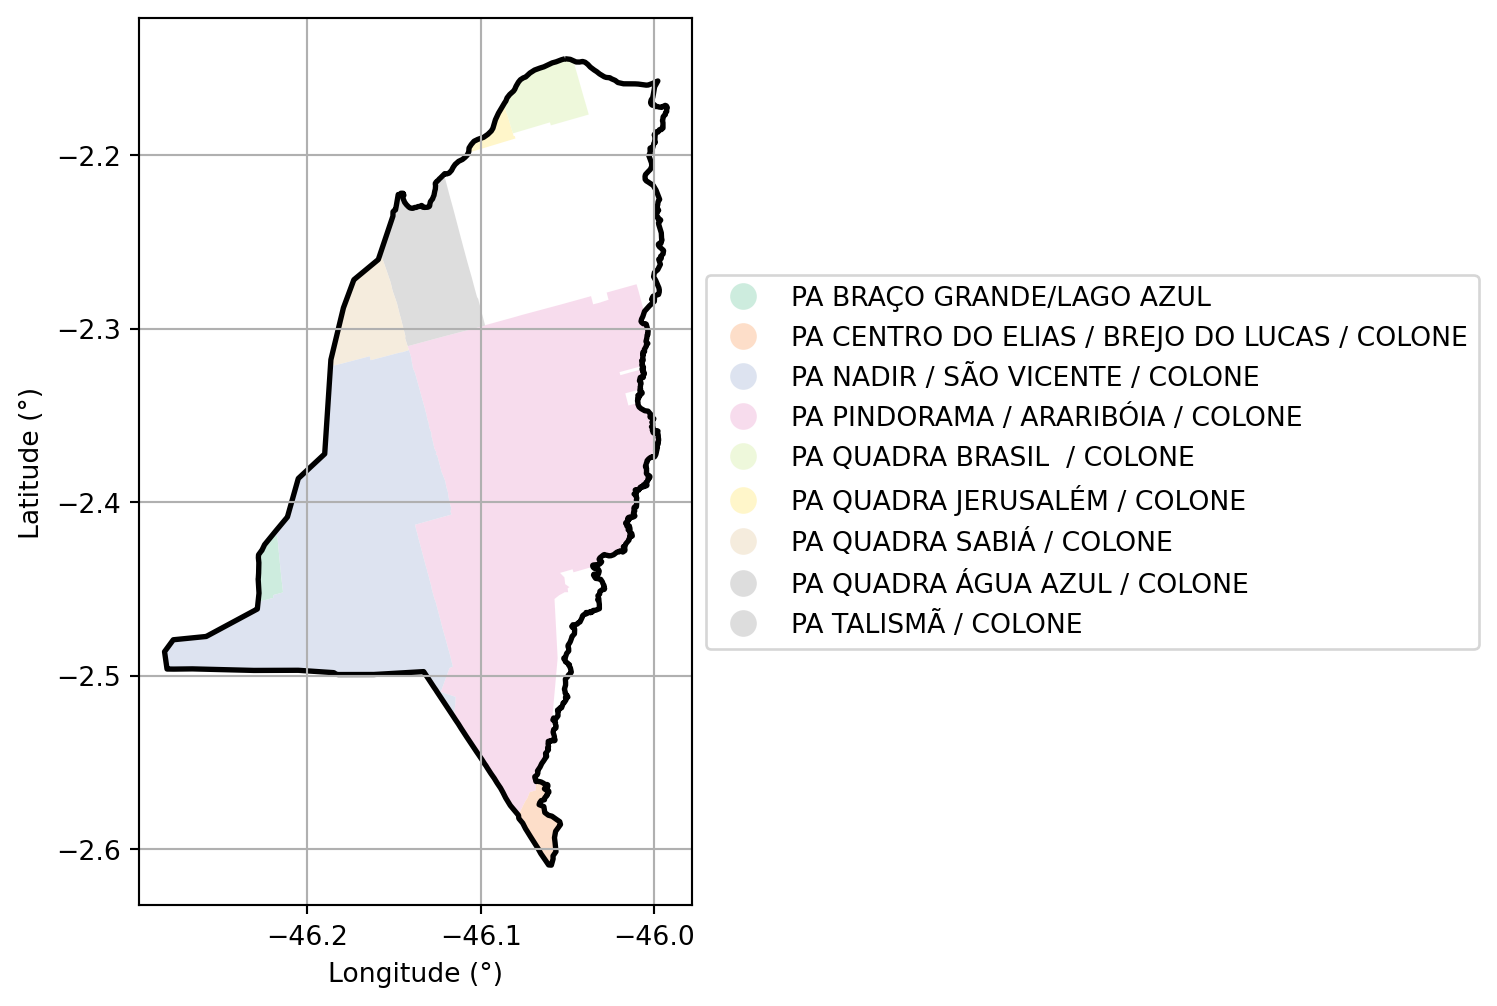 −2.2
−2.3
−2.4
−2.5
−2.6
Latitude (°)
−46.2
−46.1
−46.0
Longitude (°)
PA BRAÇO GRANDE/LAGO AZUL
PA CENTRO DO ELIAS / BREJO DO LUCAS / COLONE
PA NADIR / SÃO VICENTE / COLONE
PA PINDORAMA / ARARIBÓIA / COLONE
PA QUADRA BRASIL  / COLONE
PA QUADRA JERUSALÉM / COLONE
PA QUADRA SABIÁ / COLONE
PA QUADRA ÁGUA AZUL / COLONE
PA TALISMÃ / COLONE